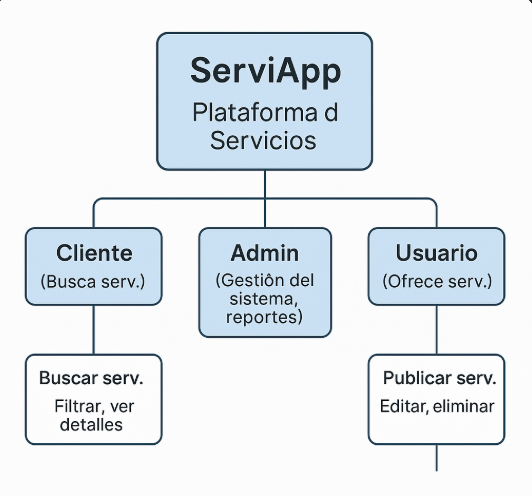 ServiApp
Plataforma d
Servicios
Cliente
(Busca serv.)
Admin
(Gestiôn del
sistema,
reportes)
Usuario
(Ofrece serv.)
Buscar serv.
Filtrar, ver
detalles
Publicar serv.
Editar, eliminar